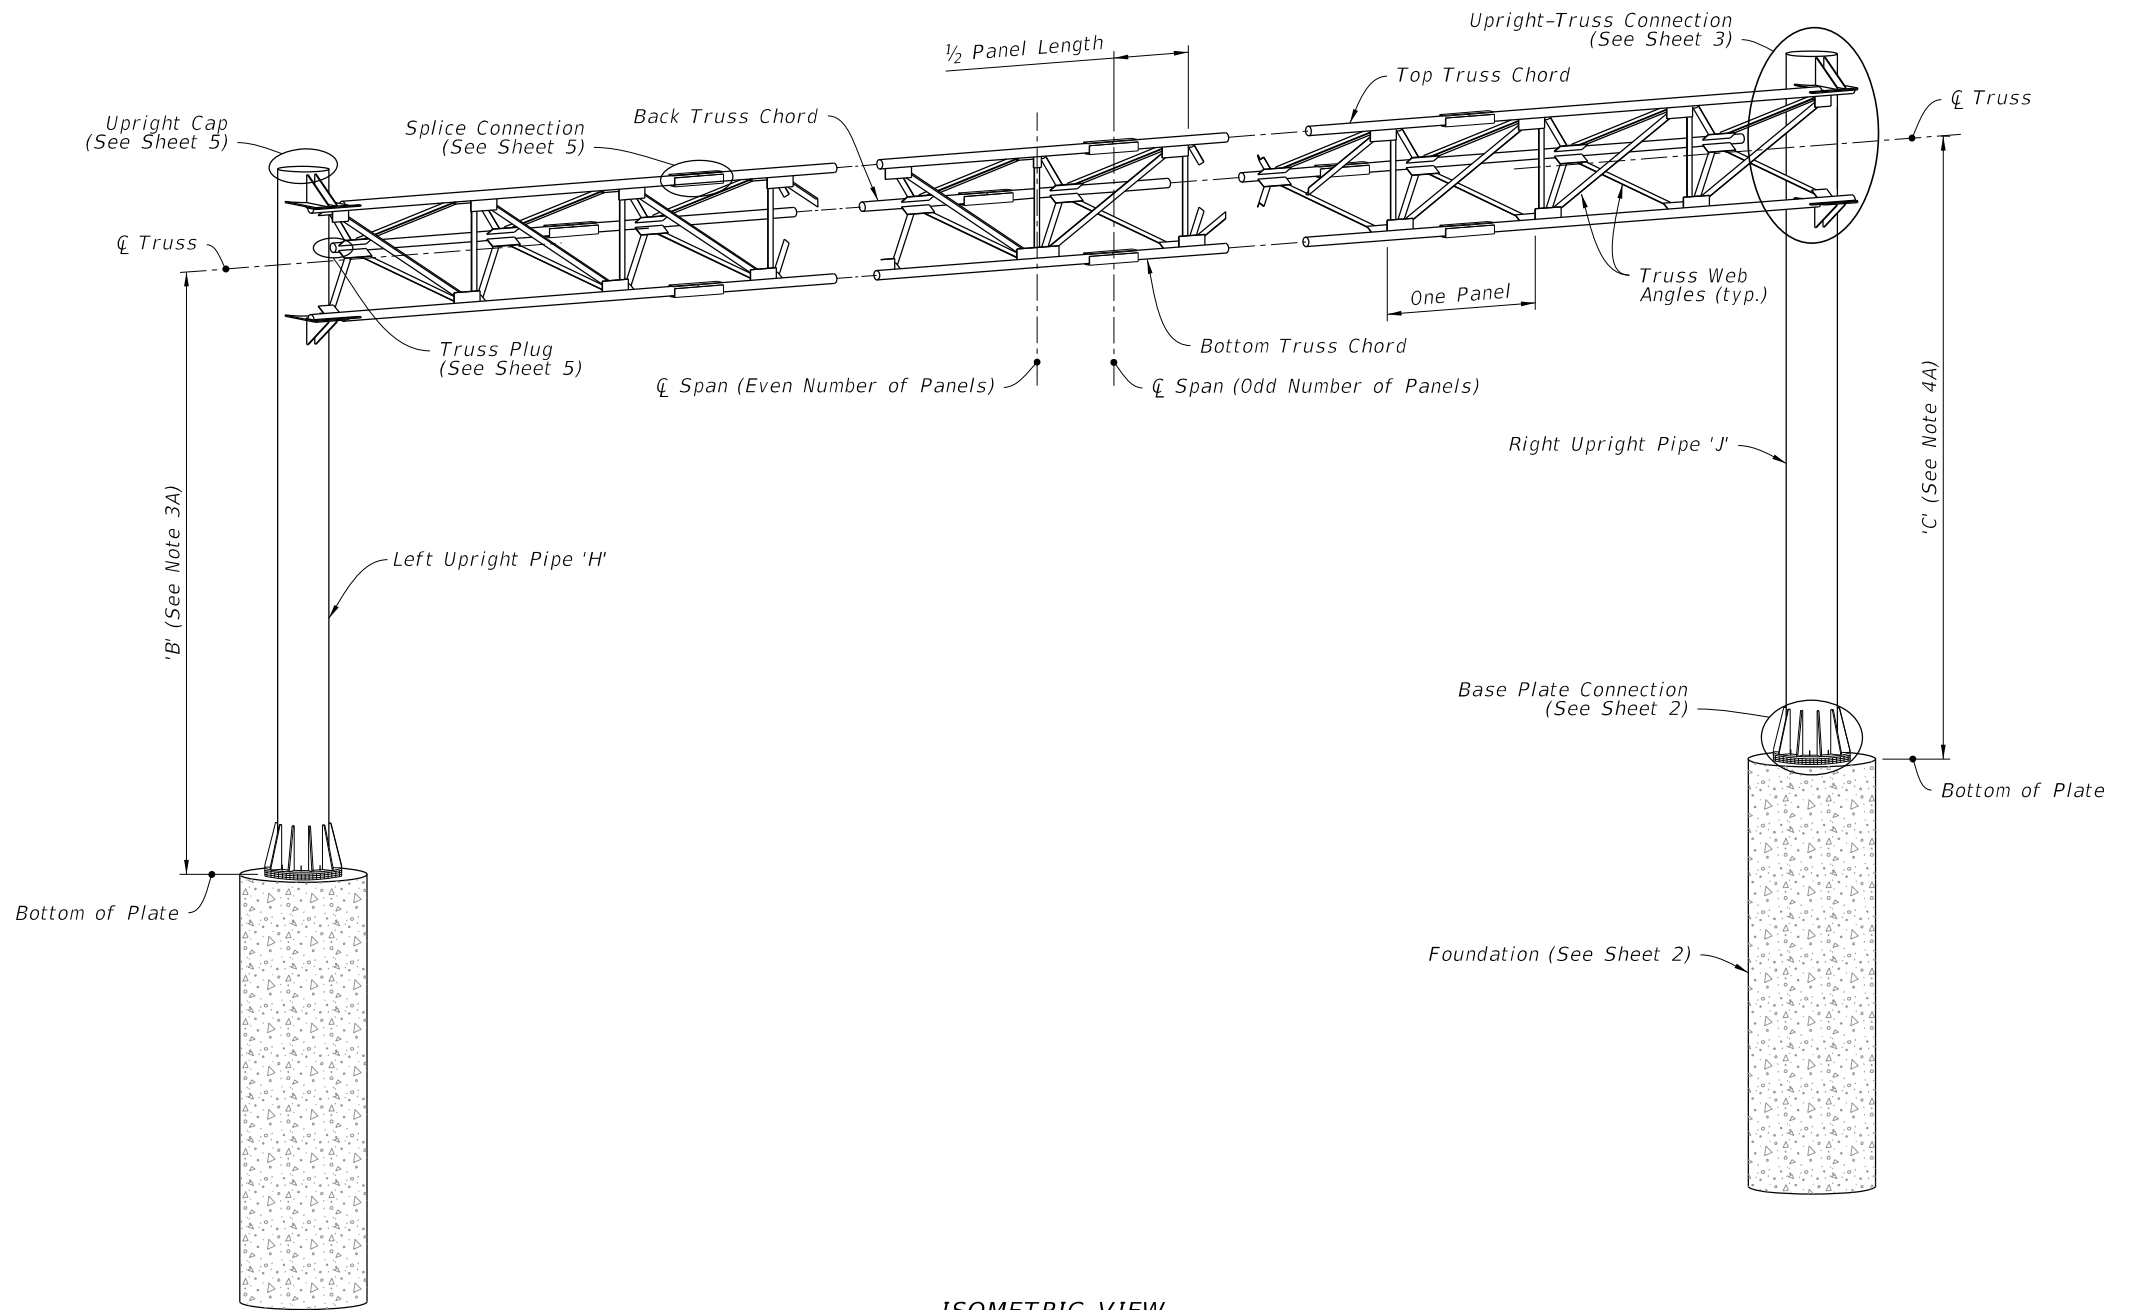 Upright-Truss Connection
(See Sheet 3)
½ Panel Length
Top Truss Chord
℄ Truss
Back Truss Chord
Upright Cap
(See Sheet 5)
Splice Connection
(See Sheet 5)
℄ Truss
Truss Web
Angles (typ.)
One Panel
Bottom Truss Chord
Truss Plug
(See Sheet 5)
℄ Span (Even Number of Panels)
℄ Span (Odd Number of Panels)
'C' (See Note 4A)
Right Upright Pipe 'J'
'B' (See Note 3A)
Left Upright Pipe 'H'
Base Plate Connection
(See Sheet 2)
Bottom of Plate
Bottom of Plate
Foundation (See Sheet 2)
ISOMETRIC VIEW